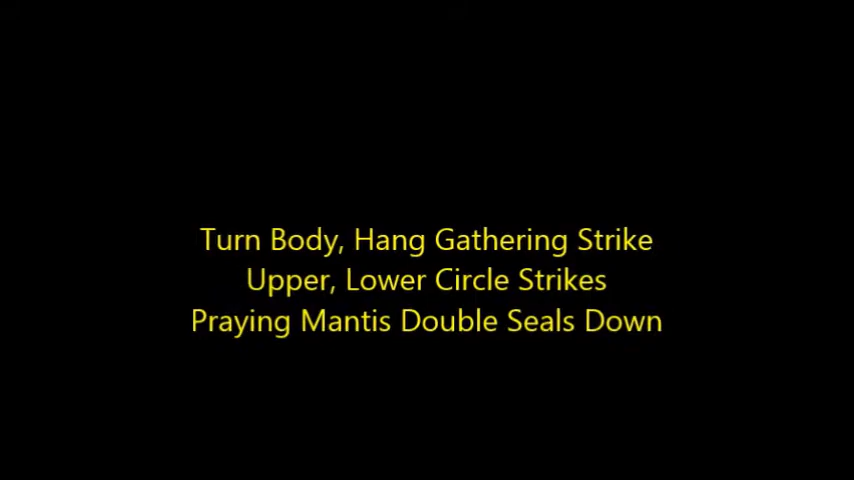 Turn Body, Hang Gathering Strike
Upper, Lower Circle Strikes
Praying Mantis Double Seals Down